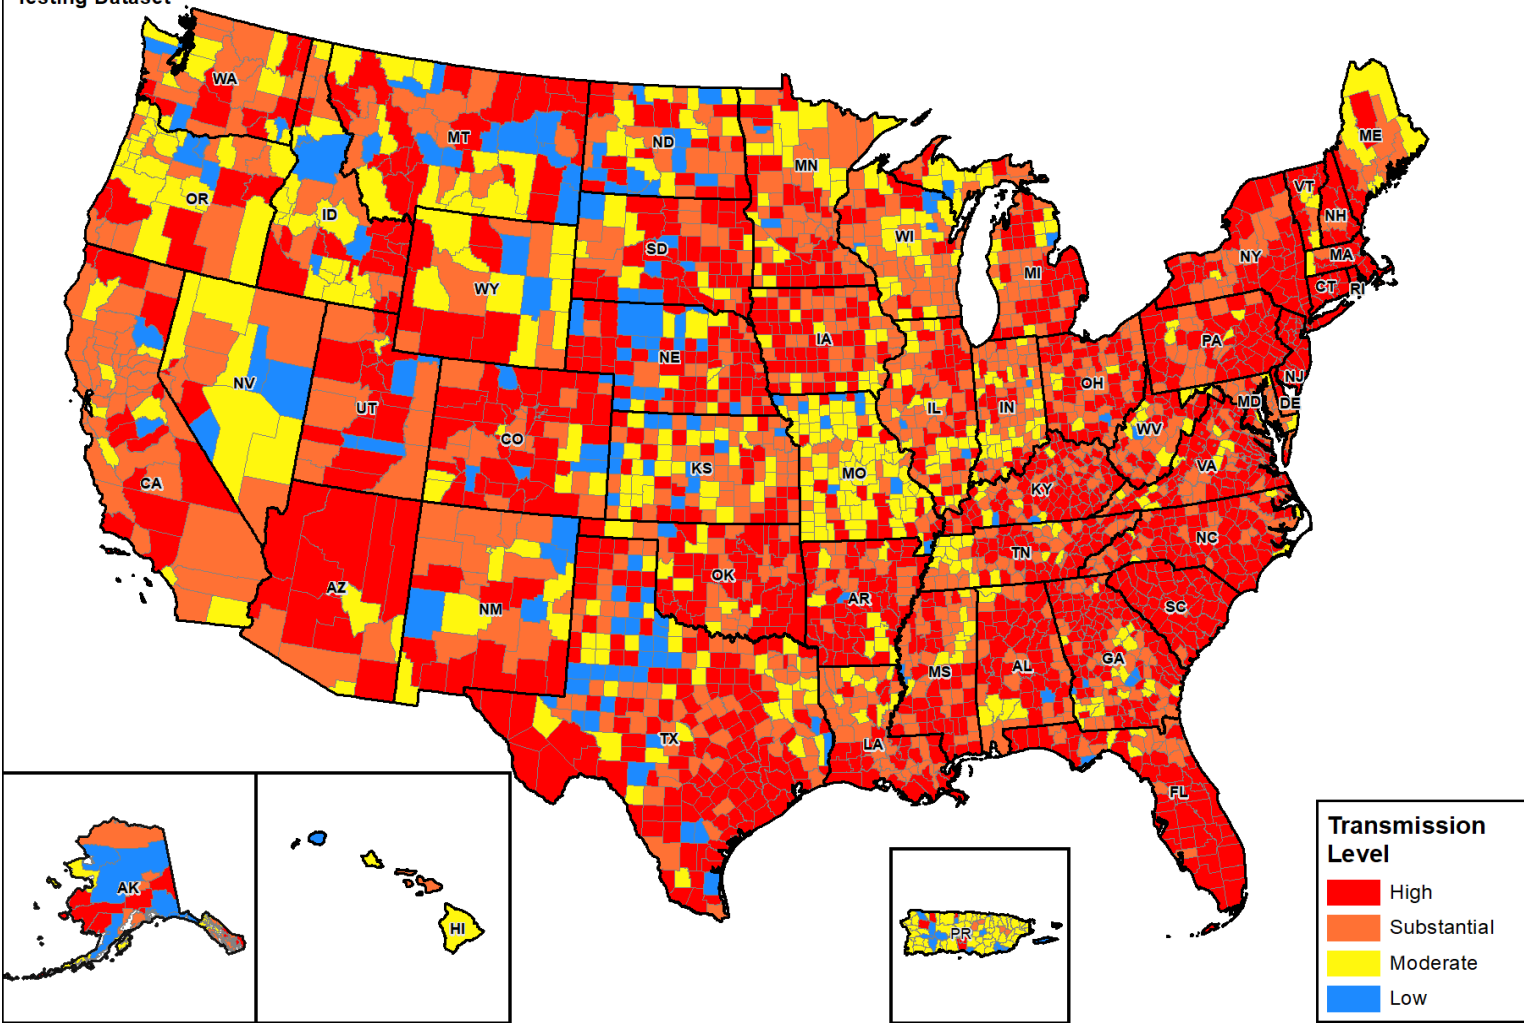 Testing Dataset
WA
MT
ND
MN
ME
OR
ID
VT
NH
SD
WI
NY
MA
MI
CT
RI
WY
IA
PA
NE
NV
OH
NJ
UT
IL
IN
MD
DE
CO
WV
KS
MO
VA
CA
KY
NC
TN
OK
AZ
AR
NM
SC
MS
AL
GA
TX
LA
FL
AK
HI
PR
Transmission
Level
High
Substantial
Moderate
Low